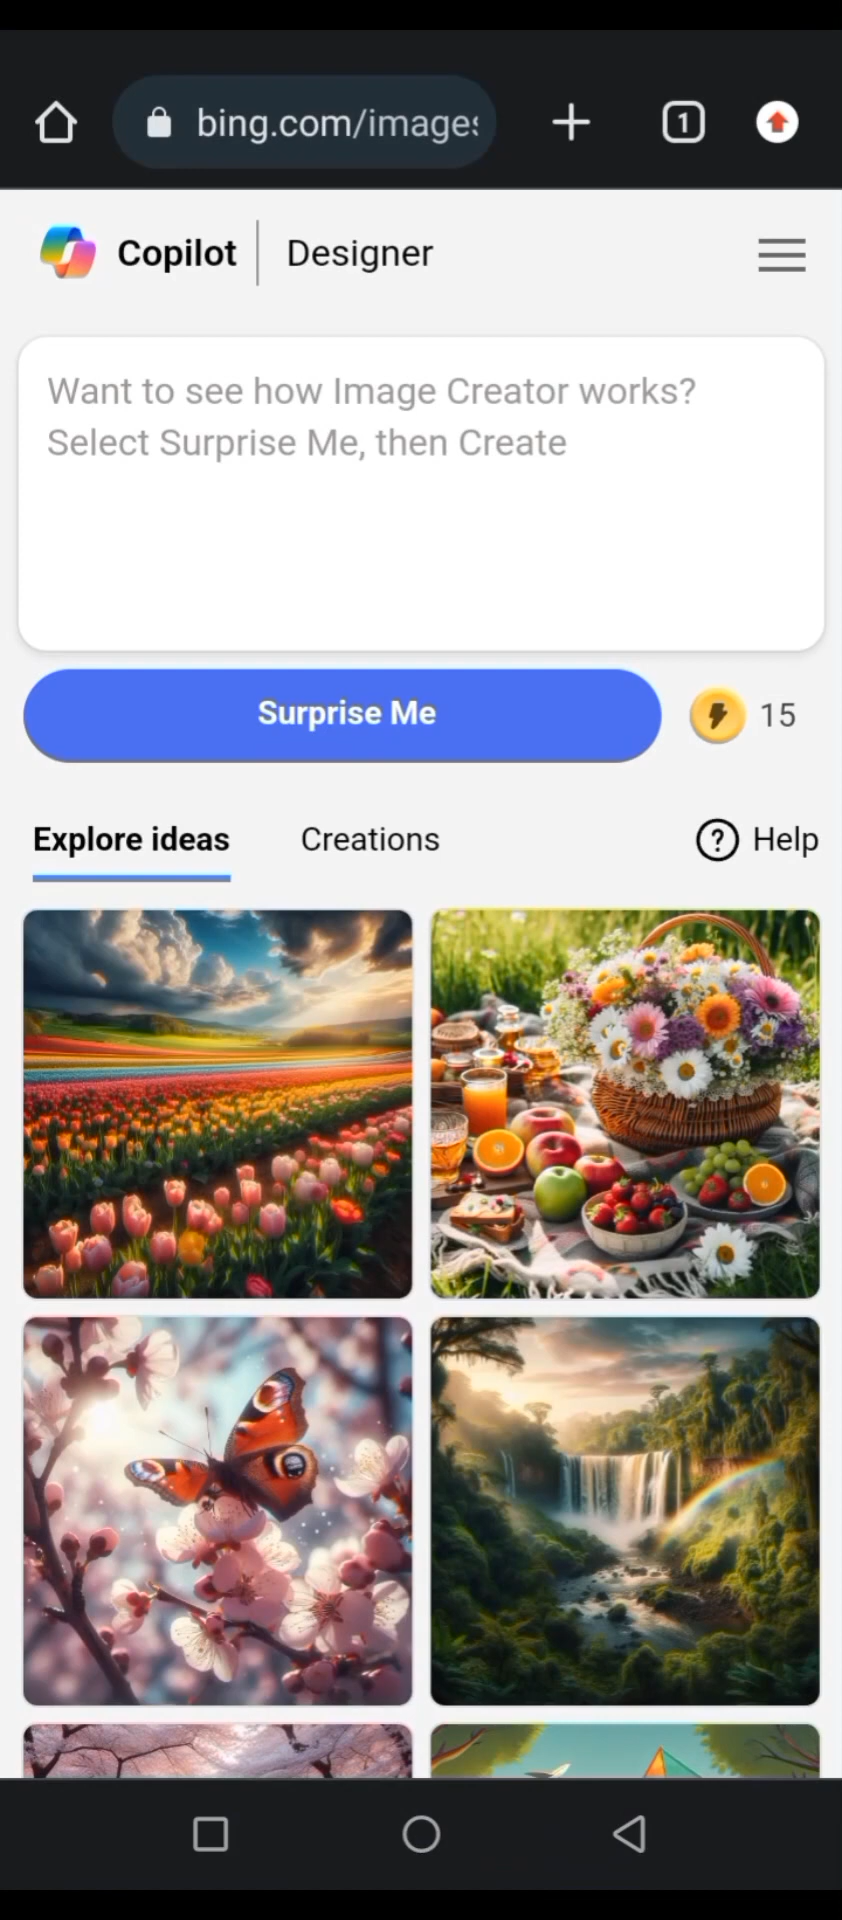 bing.com/images
1
Copilot | Designer
Want to see how Image Creator works?
Select Surprise Me, then Create
Surprise Me
15
Explore ideas
Creations
? Help